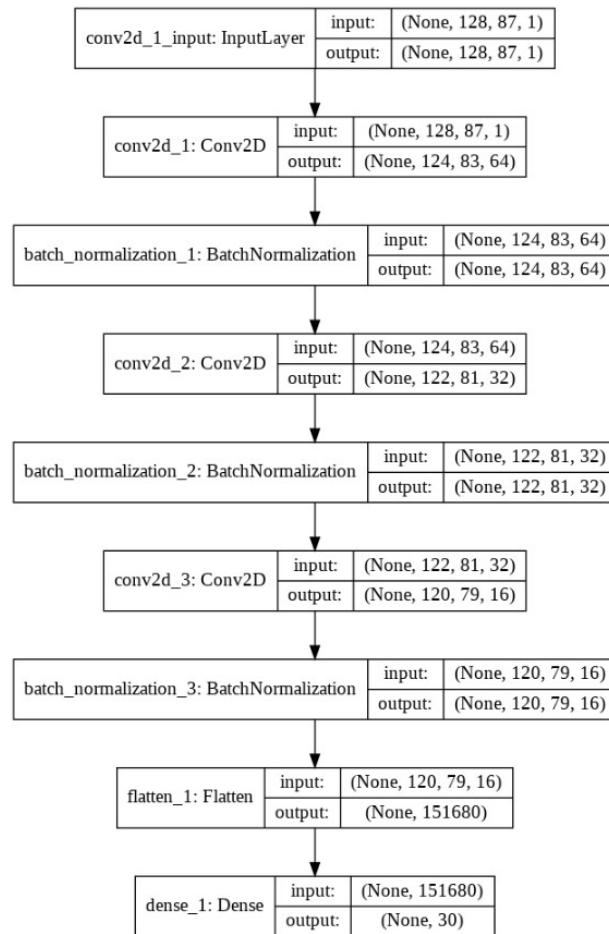 conv2d_1_input: InputLayer
input: (None, 128, 87, 1)
output: (None, 128, 87, 1)
conv2d_1: Conv2D
input: (None, 128, 87, 1)
output: (None, 124, 83, 64)
batch_normalization_1: BatchNormalization
input: (None, 124, 83, 64)
output: (None, 124, 83, 64)
conv2d_2: Conv2D
input: (None, 124, 83, 64)
output: (None, 122, 81, 32)
batch_normalization_2: BatchNormalization
input: (None, 122, 81, 32)
output: (None, 122, 81, 32)
conv2d_3: Conv2D
input: (None, 122, 81, 32)
output: (None, 120, 79, 16)
batch_normalization_3: BatchNormalization
input: (None, 120, 79, 16)
output: (None, 120, 79, 16)
flatten_1: Flatten
input: (None, 120, 79, 16)
output: (None, 151680)
dense_1: Dense
input: (None, 151680)
output: (None, 30)